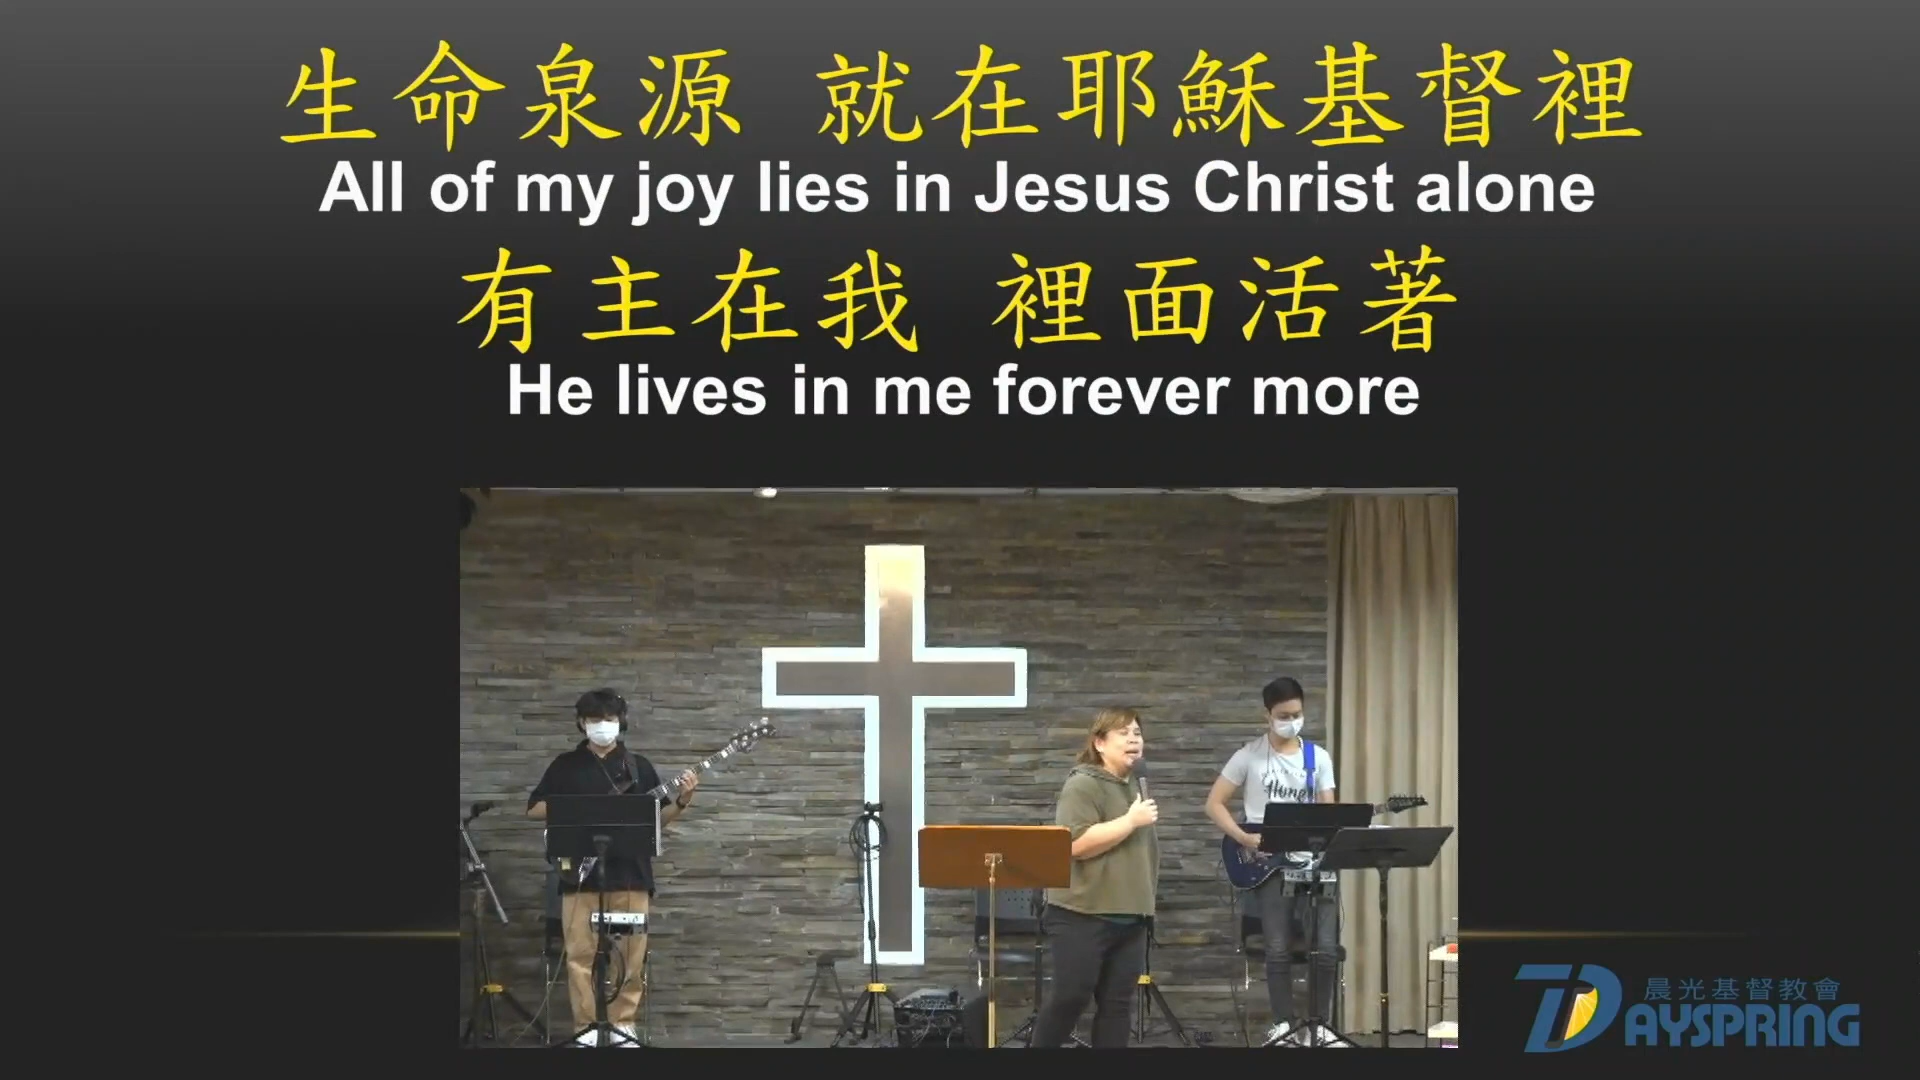 生命泉源 就在耶穌基督裡
All of my joy lies in Jesus Christ alone
有主在我 裡面活著
He lives in me forever more
晨光基督教會
DAYSPRING